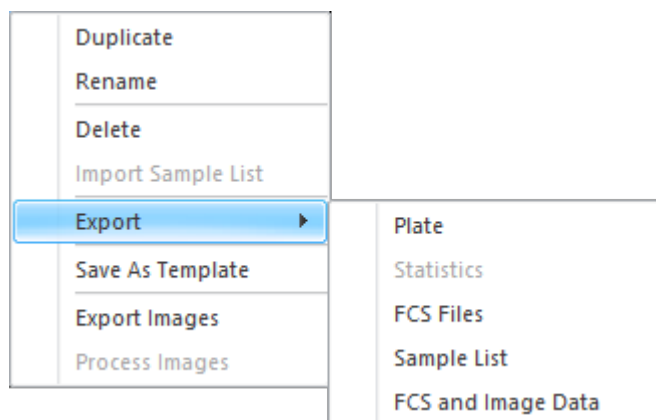 Duplicate
Rename
Delete
Import Sample List
Export
Save As Template
Export Images
Process Images
Plate
Statistics
FCS Files
Sample List
FCS and Image Data